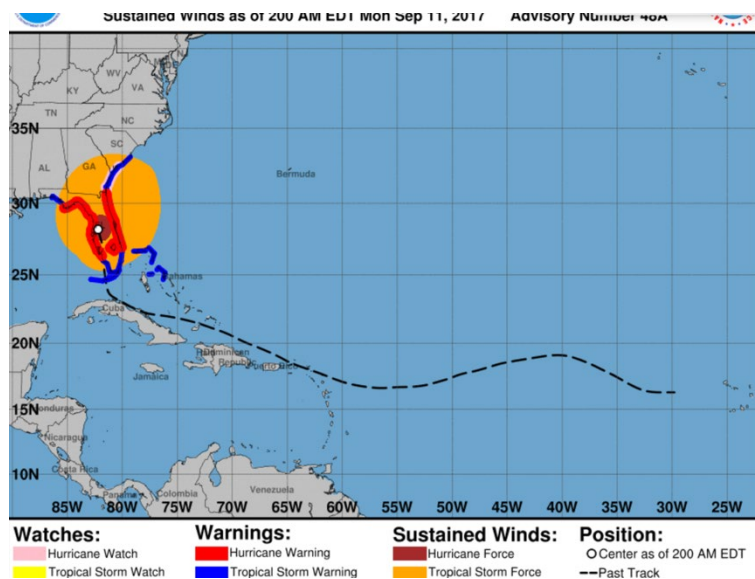 Sustained Winds as of 200 AM EDT Mon Sep 11, 2017 Advisory Number 48A
WV
KY
VA
TN
NC
35N
SC
AL
GA
Bermuda
30N
25N
Bahamas
Cuba
20N
Dominican
Republic
Puerto Rico
Jamaica
15N
Honduras
Nicaragua
10N
Costa Rica
Panama
Colombia
Venezuela
85W 80W 75W 70W 65W 60W 55W 50W 45W 40W 35W 30W 25W
Watches: Warnings: Sustained Winds: Position:
Hurricane Watch Hurricane Warning Hurricane Force Center as of 200 AM EDT
Tropical Storm Watch Tropical Storm Warning Tropical Storm Force Past Track